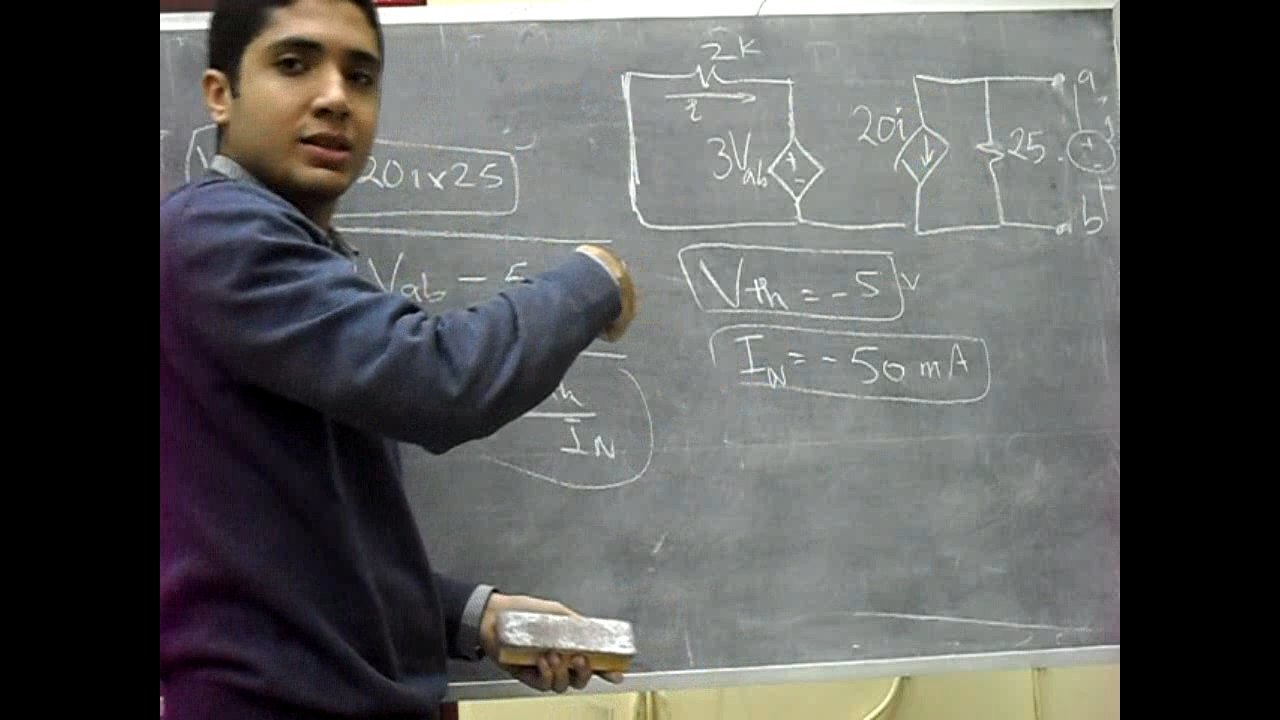 2K
i
3Vab
20i
25
a
b
20i×25
Vab - 5
Vth = -5 V
IN = - 50 mA
IN